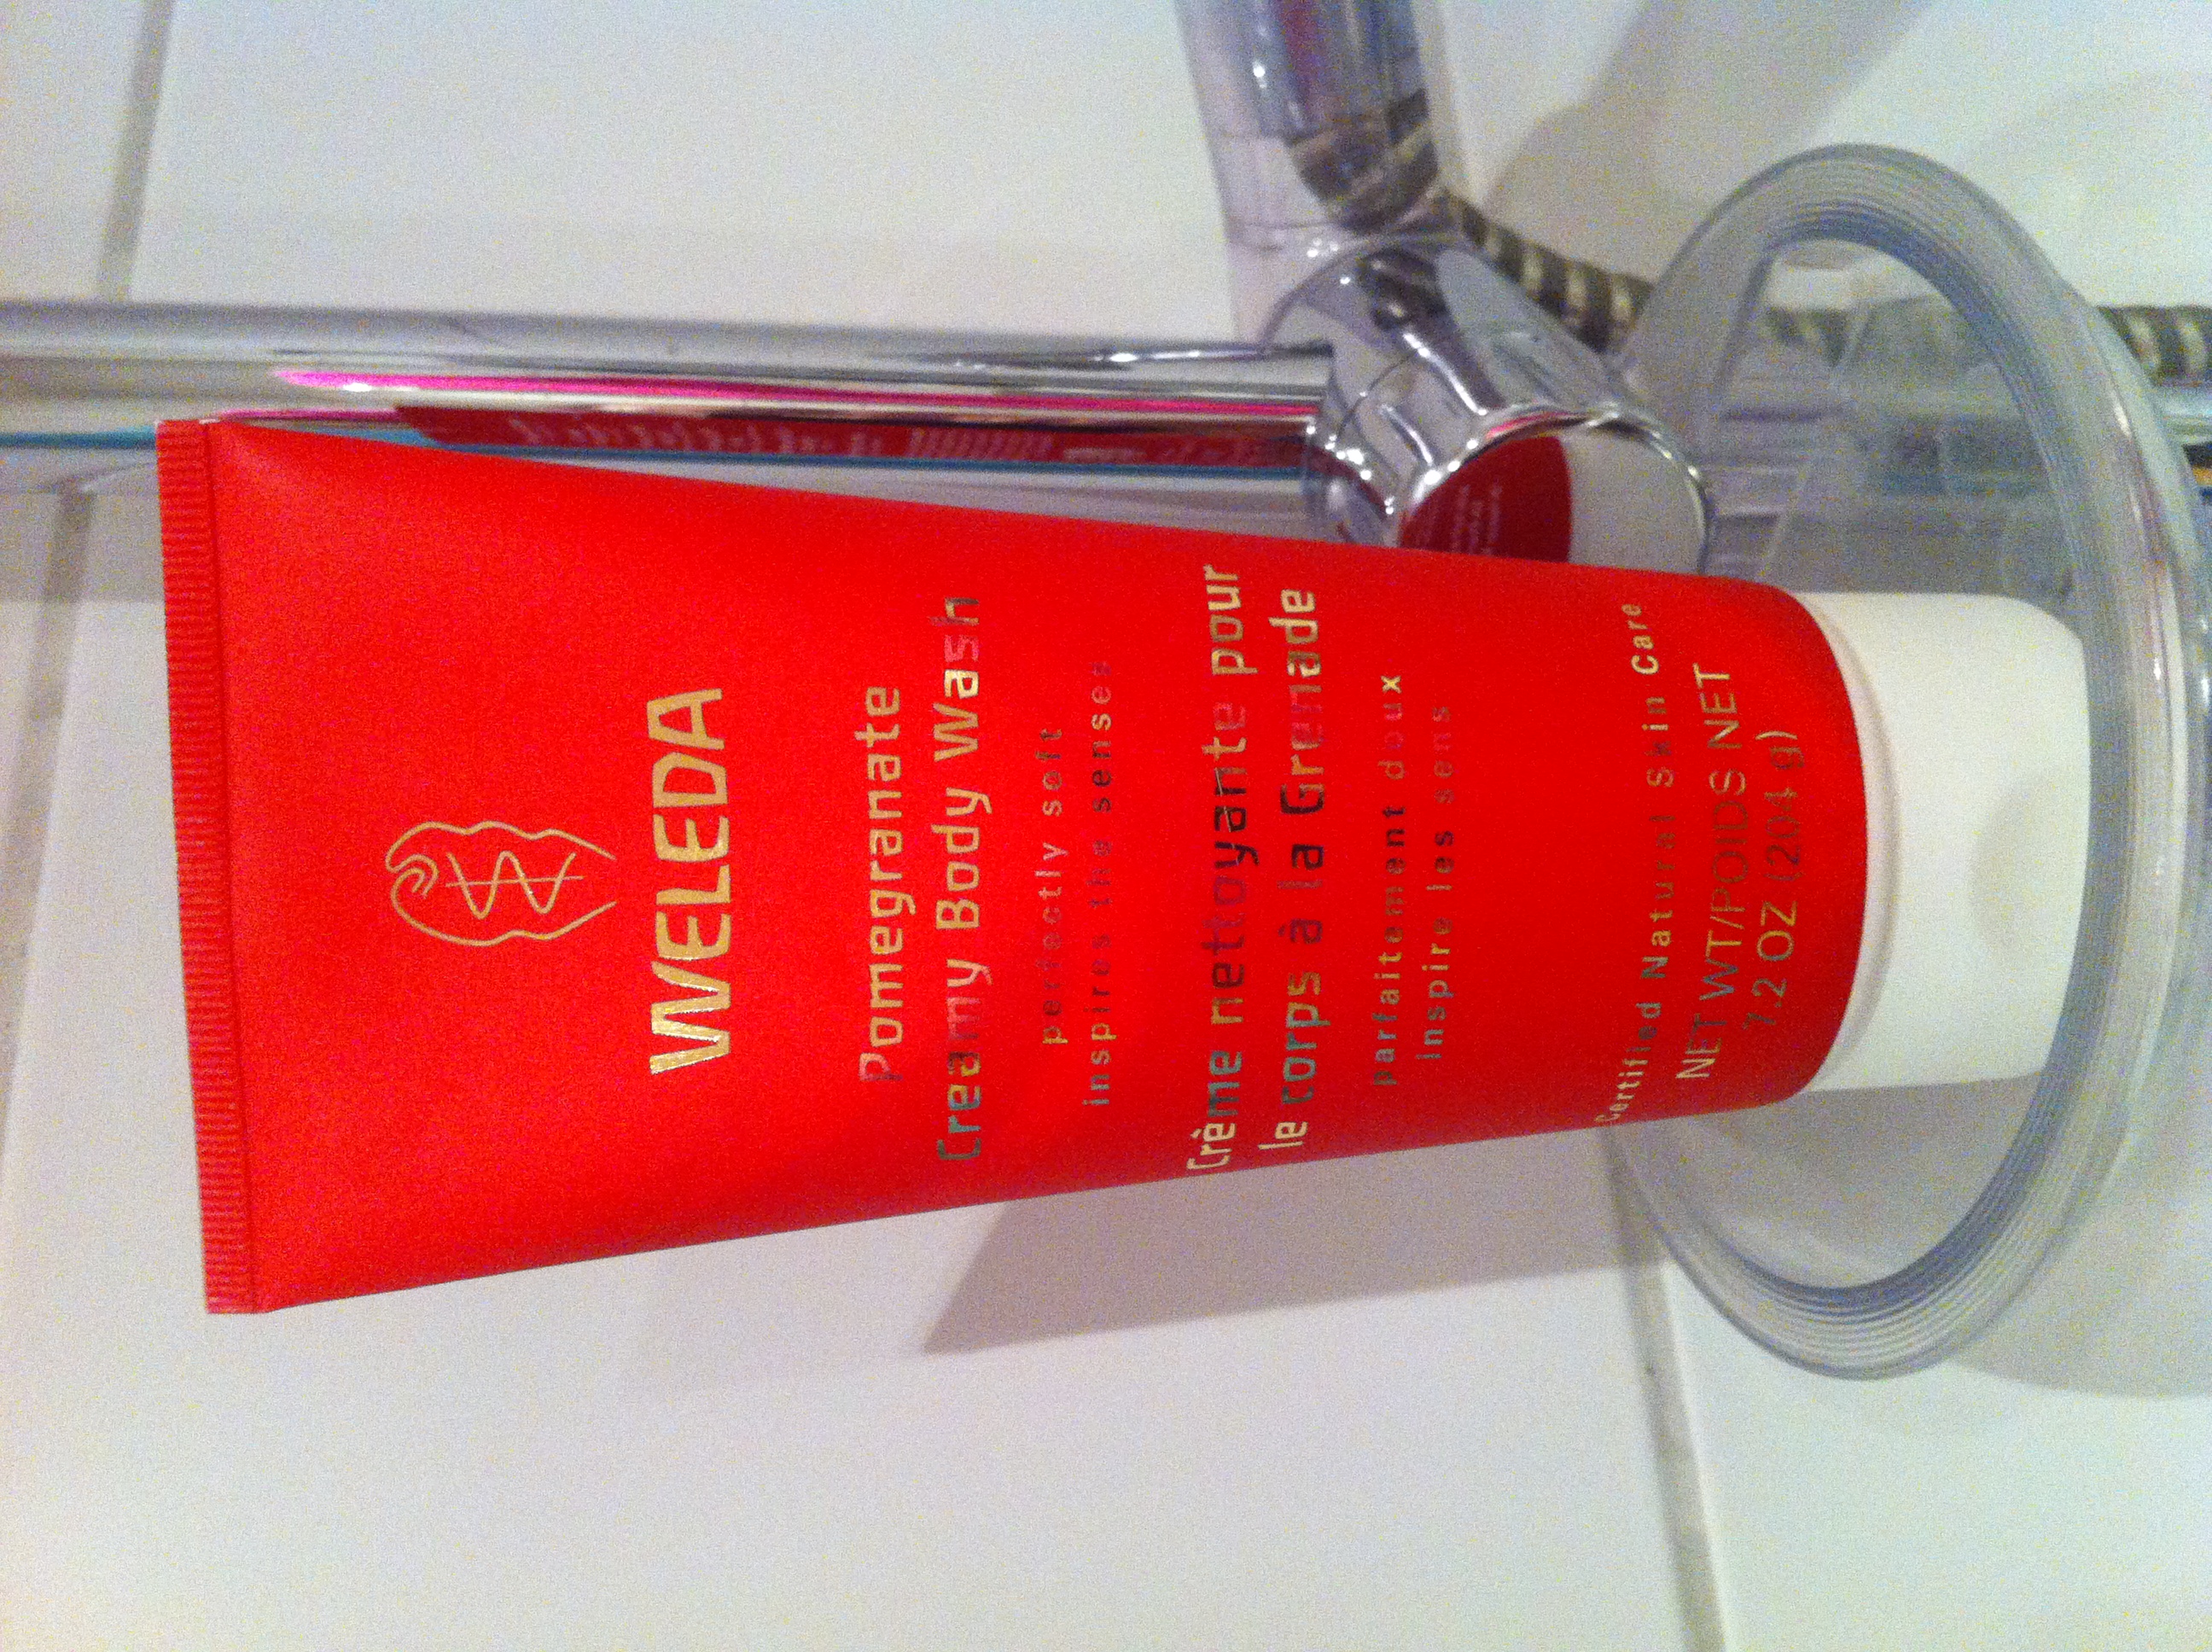 WELEDA
Pomegranate
Creamy Body Wash
perfectly soft
inspires the senses
Crème nettoyante pour
le corps à la Grenade
parfaitement doux
inspire les sens
Certified Natural Skin Care
NET WT/POIDS NET
7.2 OZ (204 g)